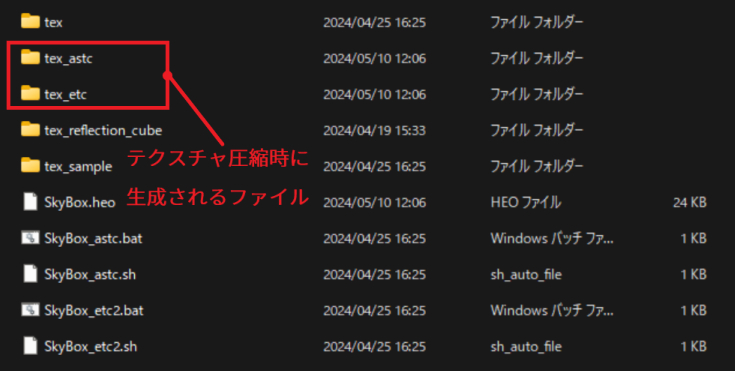 tex 2024/04/25 16:25 ファイル フォルダー
tex_astc 2024/05/10 12:06 ファイル フォルダー
tex_etc 2024/05/10 12:06 ファイル フォルダー
tex_reflection_cube 2024/04/19 15:33 ファイル フォルダー
tex_sample 2024/04/25 16:25 ファイル フォルダー
テクスチャ圧縮時に
生成されるファイル
SkyBox.heo 2024/05/10 12:06 HEO ファイル 24 KB
SkyBox_astc.bat 2024/04/25 16:25 Windows バッチ ファ... 1 KB
SkyBox_astc.sh 2024/04/25 16:25 sh_auto_file 1 KB
SkyBox_etc2.bat 2024/04/25 16:25 Windows バッチ ファ... 1 KB
SkyBox_etc2.sh 2024/04/25 16:25 sh_auto_file 1 KB